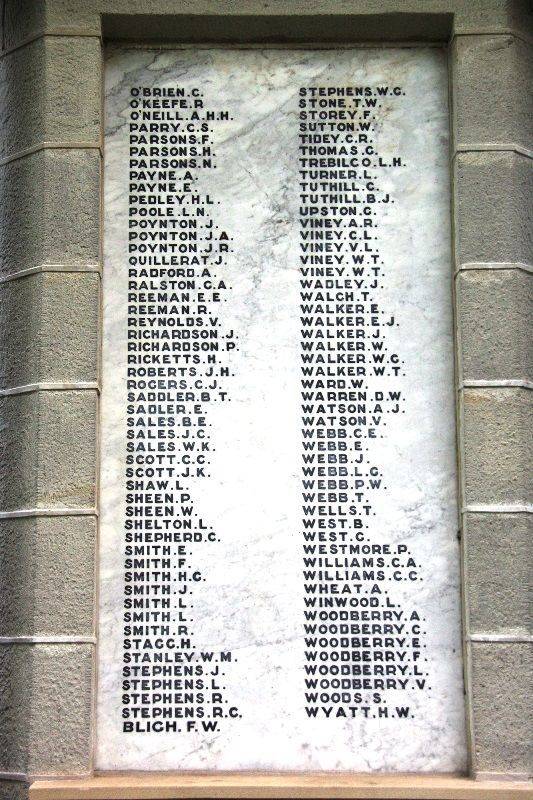 O'BRIEN.C.
O'KEEFE.R
O'NEILL.A.H.H.
PARRY.C.S.
PARSONS.F.
PARSONS.H.
PARSONS.N.
PAYNE.A.
PAYNE.E.
PEDLEY.H.L.
POOLE.L.N.
POYNTON.J.
POYNTON.J.A.
POYNTON.J.R.
QUILLERAT.J.
RADFORD.A.
RALSTON.G.A.
REEMAN.E.E.
REEMAN.R.
REYNOLDS.V.
RICHARDSON.J.
RICHARDSON.P.
RICKETTS.H.
ROBERTS.J.H.
ROGERS.C.J.
SADDLER.B.T.
SADLER.E.
SALES.B.E.
SALES.J.C.
SALES.W.K.
SCOTT.C.C.
SCOTT.J.K.
SHAW.L.
SHEEN.P.
SHEEN.W.
SHELTON.L.
SHEPHERD.C.
SMITH.E.
SMITH.F.
SMITH.H.G.
SMITH.J.
SMITH.L.
SMITH.L.
SMITH.R.
STAGG.H.
STANLEY.W.M.
STEPHENS.J.
STEPHENS.L.
STEPHENS.R.
STEPHENS.R.G.
BLIGH. F.W.
STEPHENS.W.G.
STONE.T.W.
STOREY.F.
SUTTON.W.
TIDEY.C.R.
THOMAS.G.
TREBILCO.L.H.
TURNER.L.
TUTHILL.C.
TUTHILL.B.J.
UPSTON.G.
VINEY.A.R.
VINEY.C.L.
VINEY.V.L.
VINEY.W.T.
VINEY.W.T.
WADLEY.J.
WALCH.T.
WALKER.E.
WALKER.E.J.
WALKER.J.
WALKER.W.
WALKER.W.G.
WALKER.W.T.
WARD.W.
WARREN.D.W.
WATSON.A.J.
WATSON.V.
WEBB.C.E.
WEBB.E.
WEBB.J.
WEBB.L.G.
WEBB.P.W.
WEBB.T.
WELLS.T.
WEST.B.
WEST.G.
WESTMORE.P.
WILLIAMS.C.A.
WILLIAMS.C.C.
WHEAT.A.
WINWOOD.L.
WOODBERRY.A.
WOODBERRY.C.
WOODBERRY.E.
WOODBERRY.F.
WOODBERRY.L.
WOODBERRY.V.
WOODS. S.
WYATT.H.W.